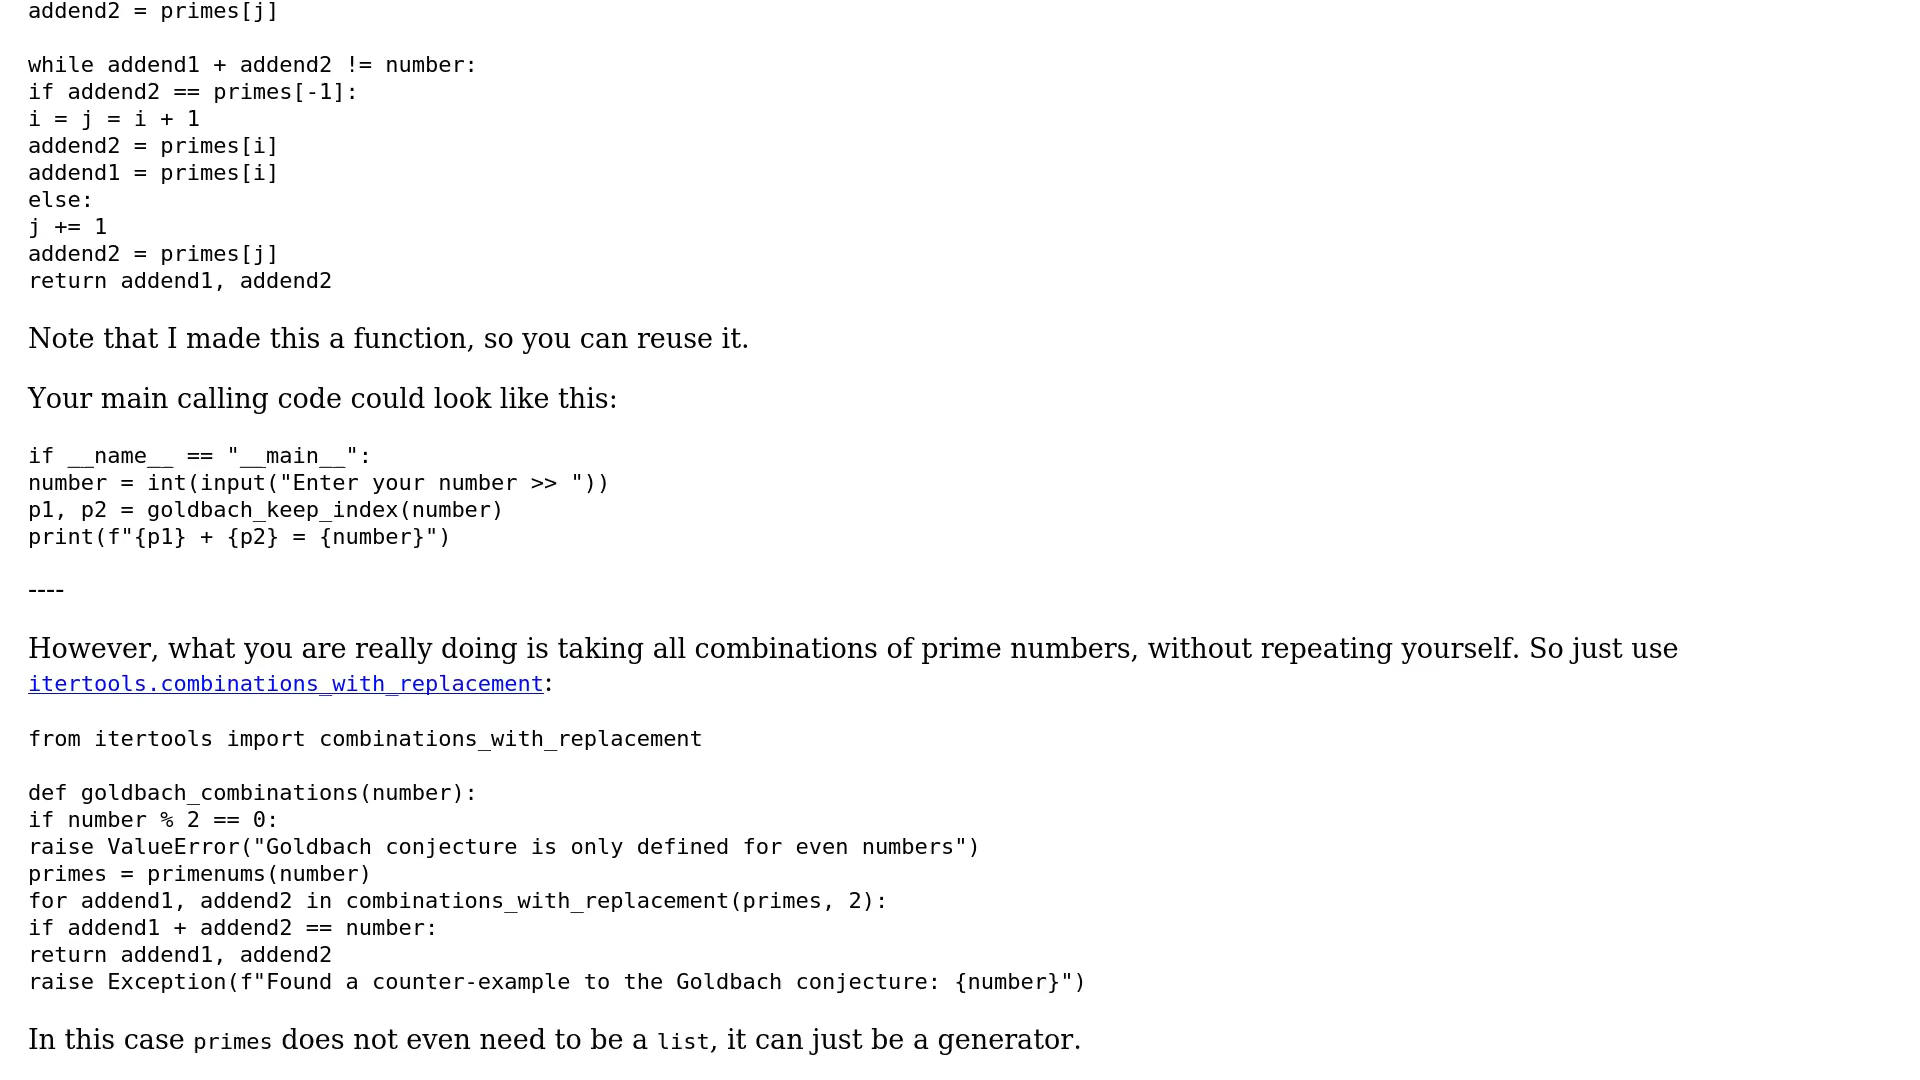 addend2 = primes[j]
while addend1 + addend2 != number:
if addend2 == primes[-1]:
i = j = i + 1
addend2 = primes[i]
addend1 = primes[i]
else:
j += 1
addend2 = primes[j]
return addend1, addend2
Note that I made this a function, so you can reuse it.
Your main calling code could look like this:
if __name__ == "__main__":
number = int(input("Enter your number >> "))
p1, p2 = goldbach_keep_index(number)
print(f"{p1} + {p2} = {number}")
----
However, what you are really doing is taking all combinations of prime numbers, without repeating yourself. So just use
itertools.combinations_with_replacement:
from itertools import combinations_with_replacement
def goldbach_combinations(number):
if number % 2 == 0:
raise ValueError("Goldbach conjecture is only defined for even numbers")
primes = primenums(number)
for addend1, addend2 in combinations_with_replacement(primes, 2):
if addend1 + addend2 == number:
return addend1, addend2
raise Exception(f"Found a counter-example to the Goldbach conjecture: {number}")
In this case primes does not even need to be a list, it can just be a generator.